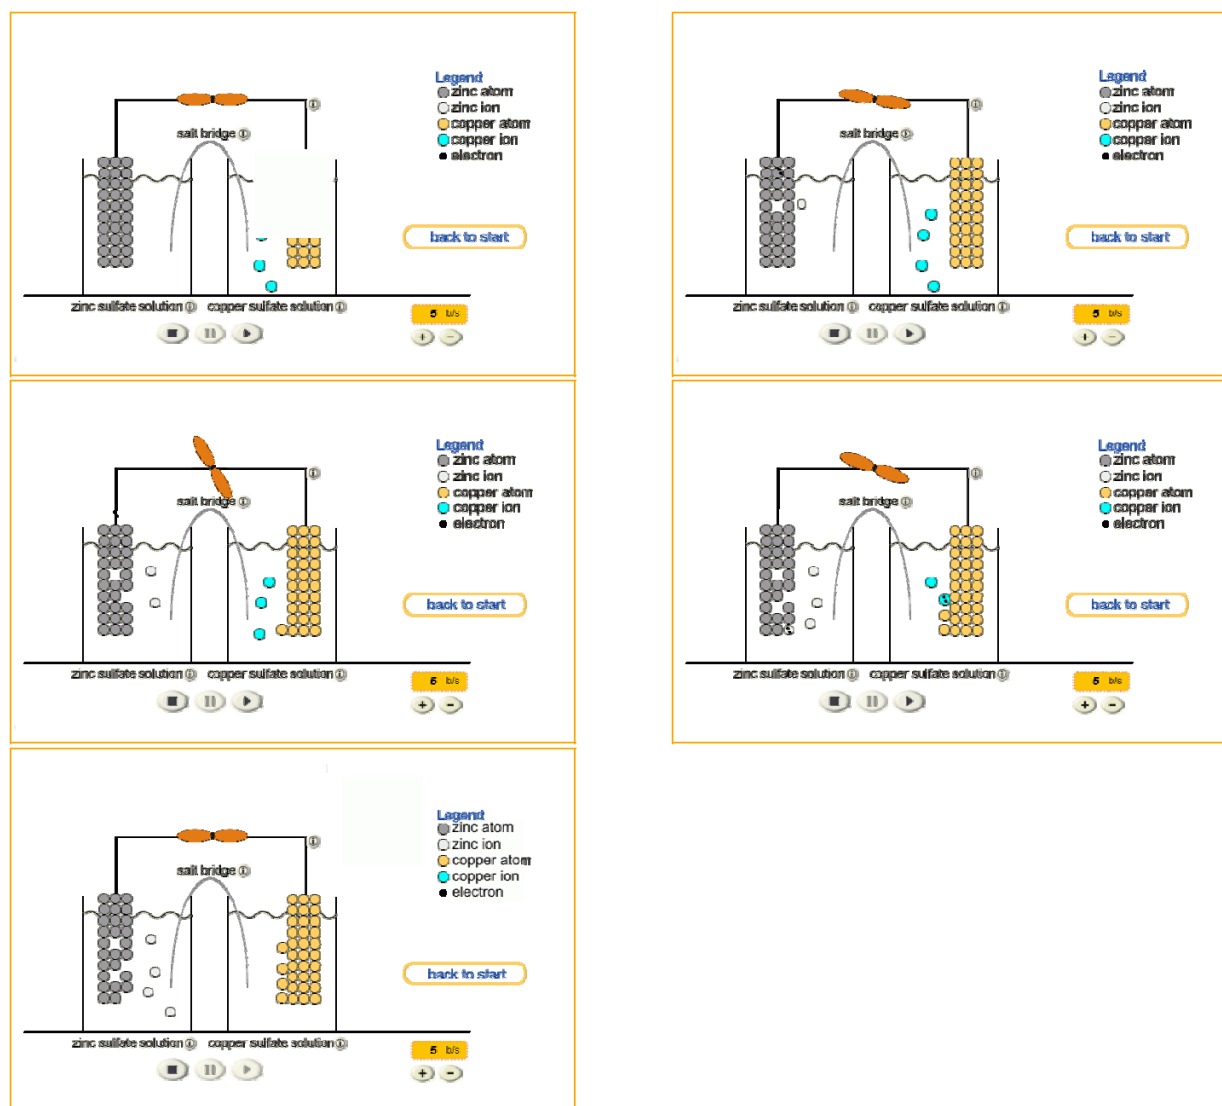 Legend
zinc atom
zinc ion
copper atom
copper ion
electron
salt bridge i
i
back to start
zinc sulfate solution i copper sulfate solution i
5 b/s
+ -
Legend
zinc atom
zinc ion
copper atom
copper ion
electron
salt bridge i
i
back to start
zinc sulfate solution i copper sulfate solution i
5 b/s
+ -
Legend
zinc atom
zinc ion
copper atom
copper ion
electron
salt bridge i
i
back to start
zinc sulfate solution i copper sulfate solution i
5 b/s
+ -
Legend
zinc atom
zinc ion
copper atom
copper ion
electron
salt bridge i
i
back to start
zinc sulfate solution i copper sulfate solution i
5 b/s
+ -
Legend
zinc atom
zinc ion
copper atom
copper ion
electron
salt bridge i
i
back to start
zinc sulfate solution i copper sulfate solution i
5 b/s
+ -